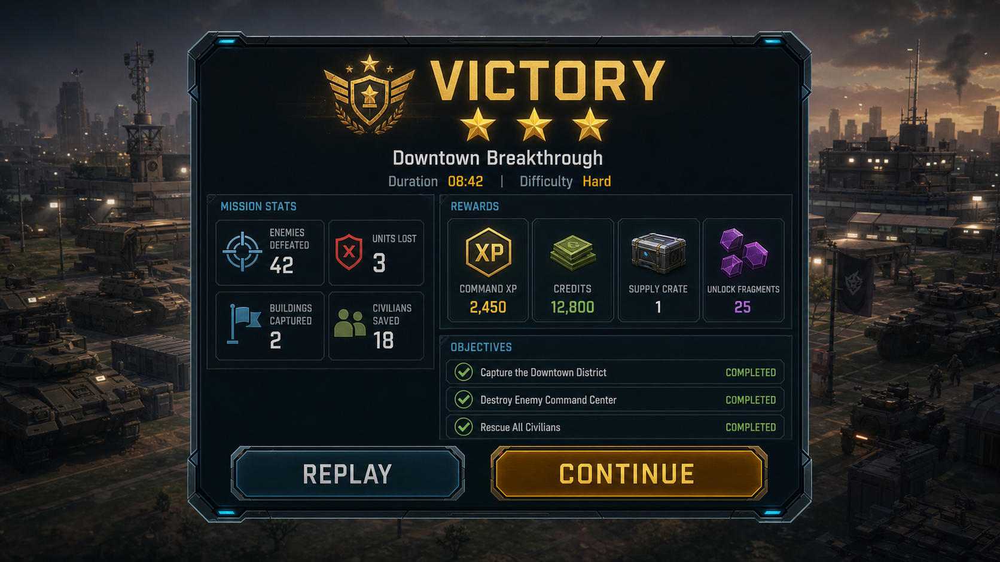 VICTORY
Downtown Breakthrough
Duration 08:42 | Difficulty Hard
MISSION STATS
ENEMIES
DEFEATED
42
UNITS LOST
3
BUILDINGS
CAPTURED
2
CIVILIANS
SAVED
18
REWARDS
XP
COMMAND XP
2,450
CREDITS
12,800
SUPPLY CRATE
1
UNLOCK FRAGMENTS
25
OBJECTIVES
Capture the Downtown District COMPLETED
Destroy Enemy Command Center COMPLETED
Rescue All Civilians COMPLETED
REPLAY
CONTINUE